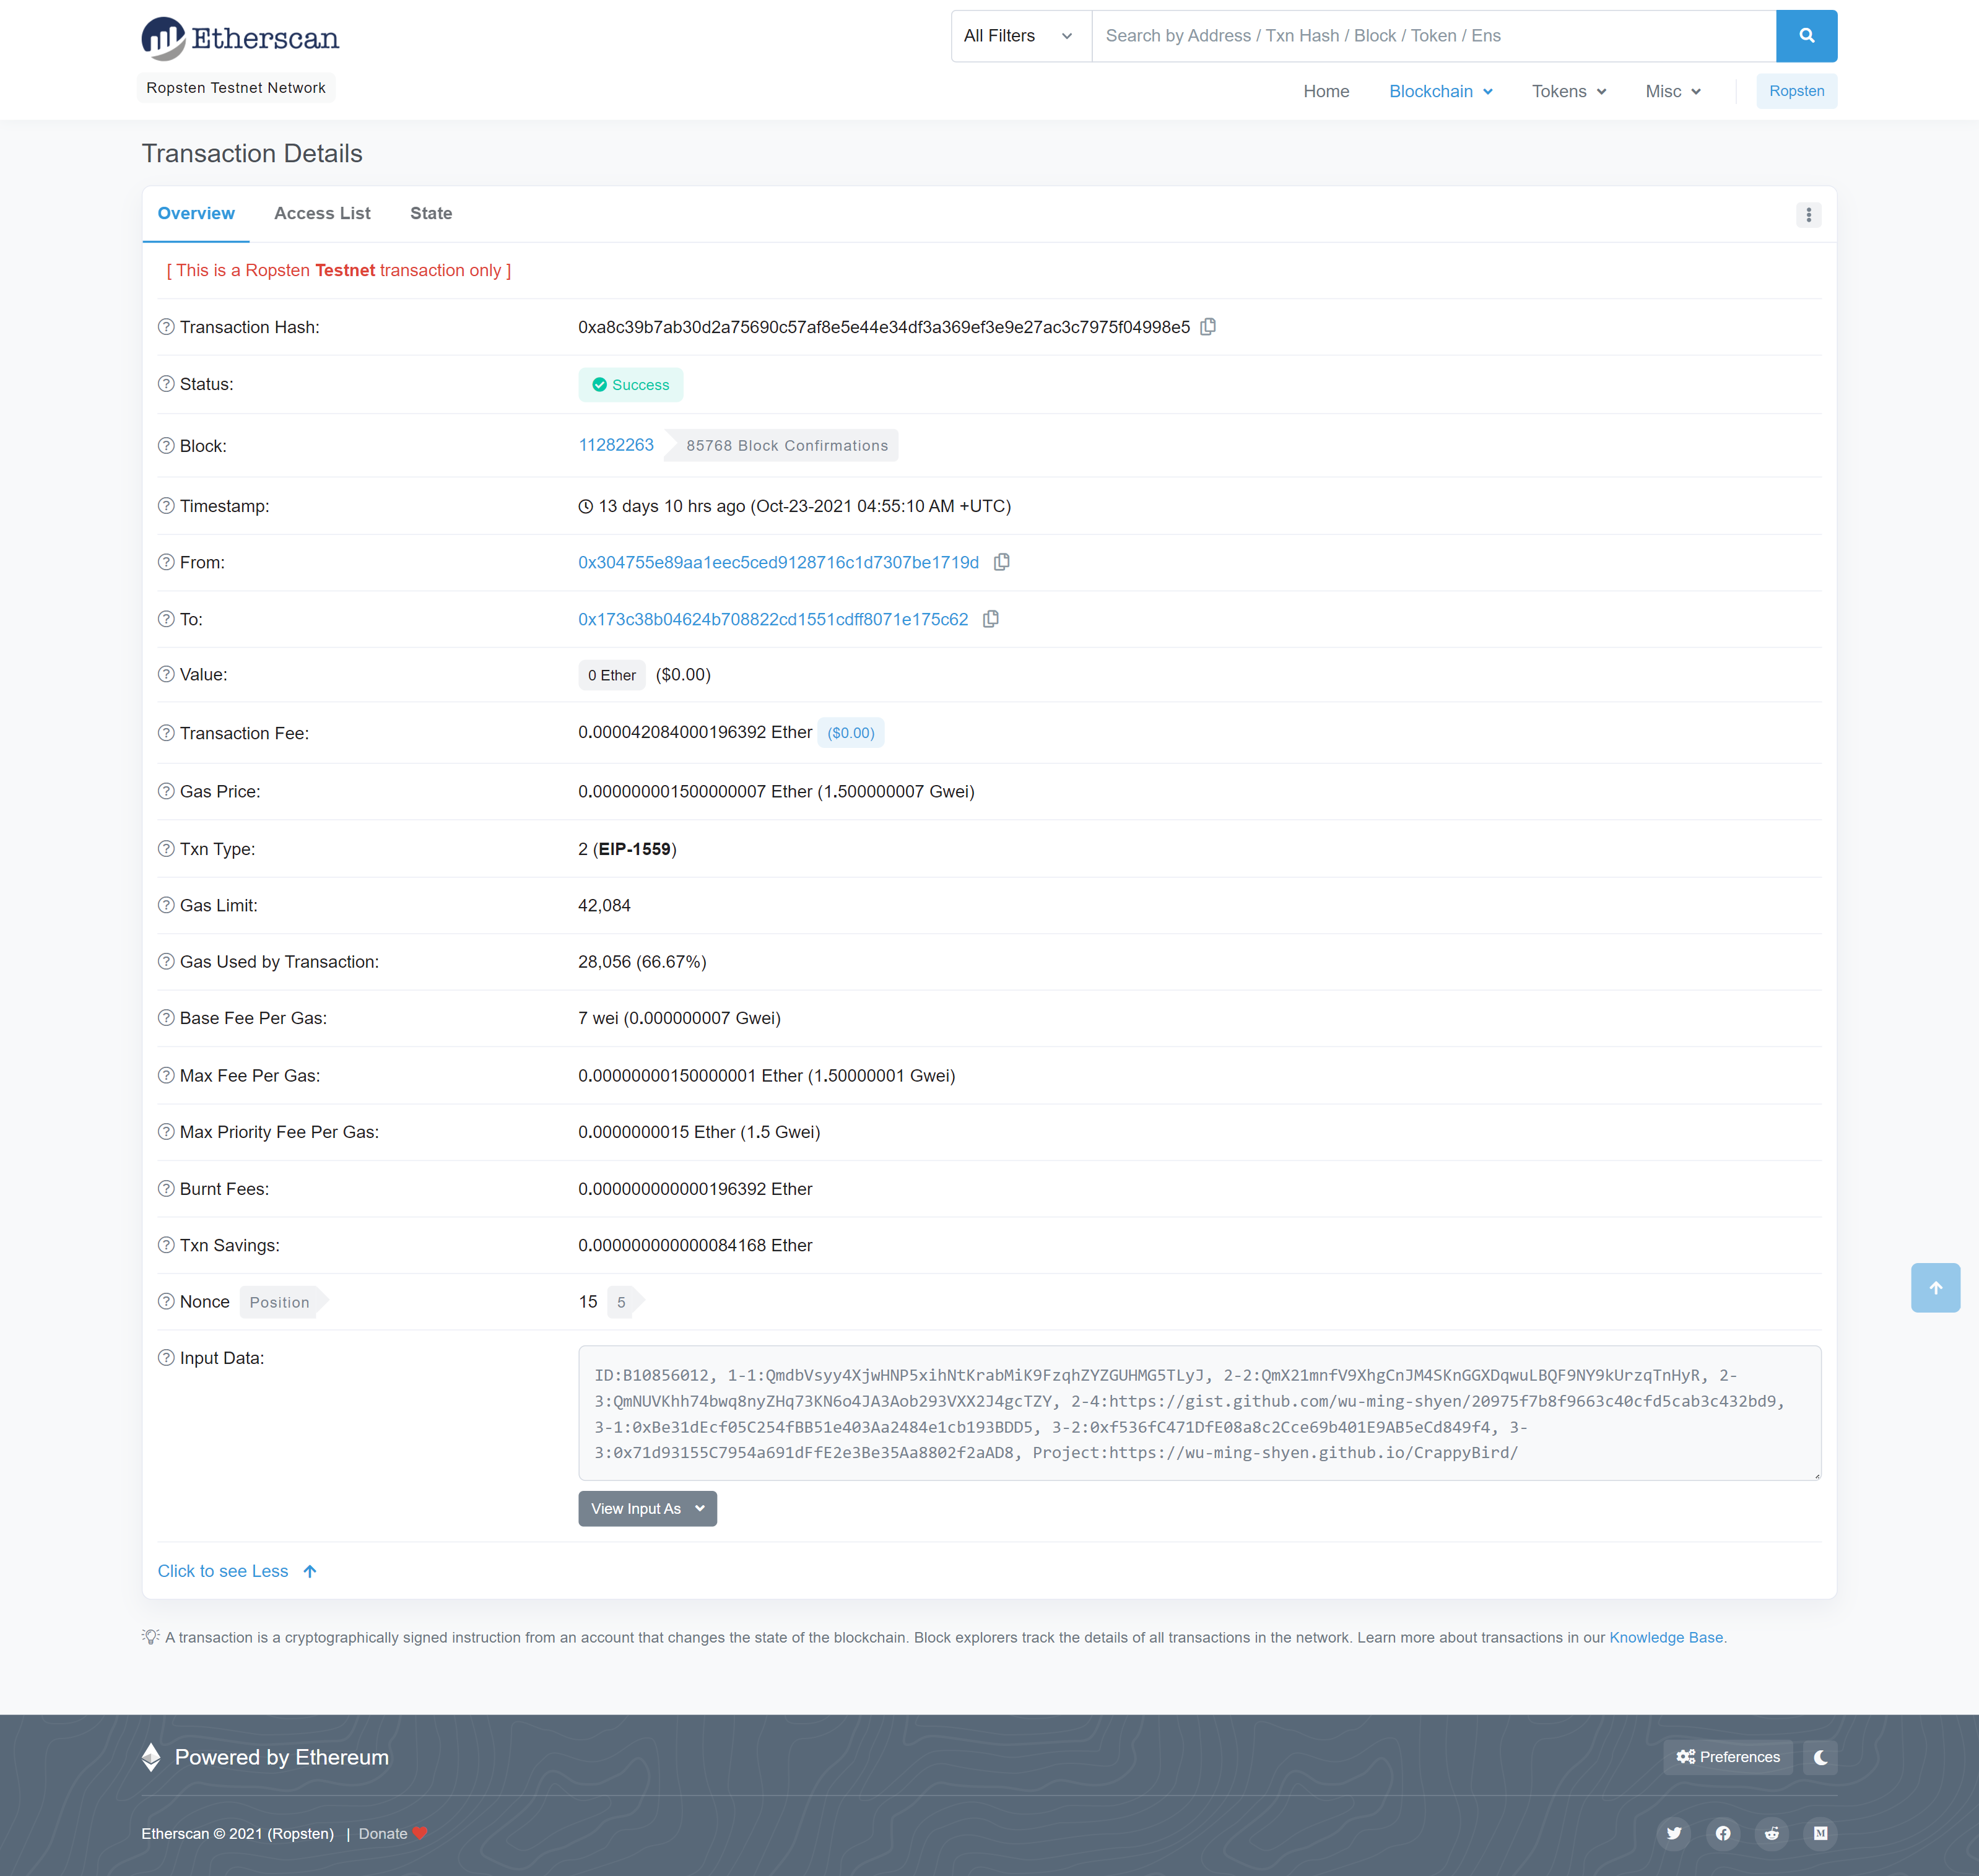 Etherscan
All Filters
Search by Address / Txn Hash / Block / Token / Ens
Ropsten Testnet Network
Home Blockchain Tokens Misc Ropsten
Transaction Details
Overview Access List State
[ This is a Ropsten Testnet transaction only ]
Transaction Hash: 0xa8c39b7ab30d2a75690c57af8e5e44e34df3a369ef3e9e27ac3c7975f04998e5
Status: Success
Block: 11282263 85768 Block Confirmations
Timestamp: 13 days 10 hrs ago (Oct-23-2021 04:55:10 AM +UTC)
From: 0x304755e89aa1eec5ced9128716c1d7307be1719d
To: 0x173c38b04624b708822cd1551cdff8071e175c62
Value: 0 Ether ($0.00)
Transaction Fee: 0.000042084000196392 Ether ($0.00)
Gas Price: 0.000000001500000007 Ether (1.500000007 Gwei)
Txn Type: 2 (EIP-1559)
Gas Limit: 42,084
Gas Used by Transaction: 28,056 (66.67%)
Base Fee Per Gas: 7 wei (0.000000007 Gwei)
Max Fee Per Gas: 0.00000000150000001 Ether (1.50000001 Gwei)
Max Priority Fee Per Gas: 0.0000000015 Ether (1.5 Gwei)
Burnt Fees: 0.000000000000196392 Ether
Txn Savings: 0.000000000000084168 Ether
Nonce Position 15 5
Input Data:
ID:B10856012, 1-1:QmdbVsyy4XjwHNP5xihNtKrabMiK9FzqhZYZGUHMG5TLyJ, 2-2:QmX21mnfV9XhgCnJM4SKnGGXDqwuLBQF9NY9kUrzqTnHyR, 2-
3:QmNUVKhh74bwq8nyZHq73KN6o4JA3Aob293VXX2J4gcTZY, 2-4:https://gist.github.com/wu-ming-shyen/20975f7b8f9663c40cfd5cab3c432bd9,
3-1:0xBe31dEcf05C254fBB51e403Aa2484e1cb193BDD5, 3-2:0xf536fC471DfE08a8c2Cce69b401E9AB5eCd849f4, 3-
3:0x71d93155C7954a691dFfE2e3Be35Aa8802f2aAD8, Project:https://wu-ming-shyen.github.io/CrappyBird/
View Input As
Click to see Less
A transaction is a cryptographically signed instruction from an account that changes the state of the blockchain. Block explorers track the details of all transactions in the network. Learn more about transactions in our Knowledge Base.
Powered by Ethereum
Preferences
Etherscan © 2021 (Ropsten) | Donate